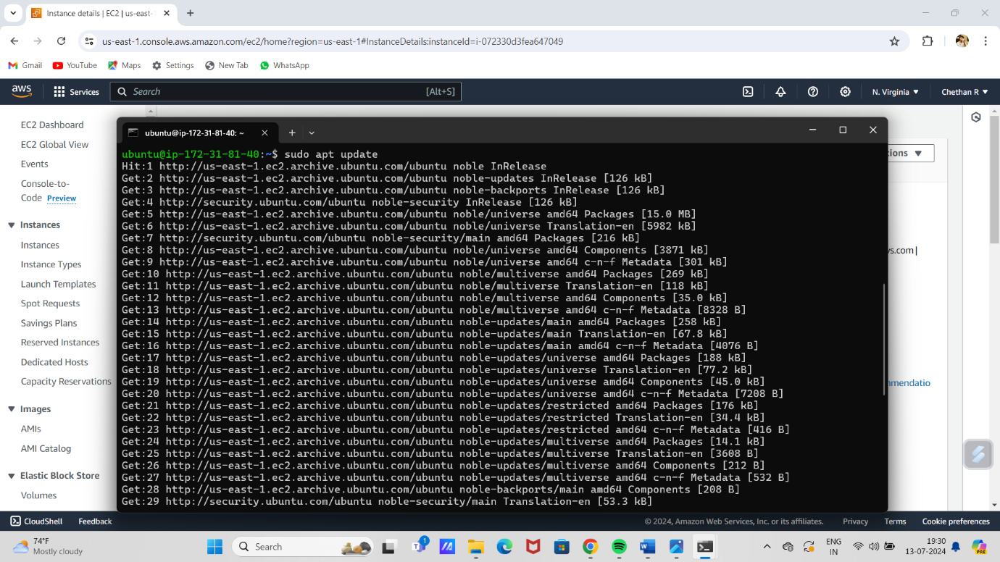 Instance details | EC2 | us-east-1
us-east-1.console.aws.amazon.com/ec2/home?region=us-east-1#InstanceDetails:instanceId=i-072330d3fea647049
Gmail YouTube Maps Settings New Tab WhatsApp
aws Services Search [Alt+S] N. Virginia Chethan R
EC2 Dashboard
EC2 Global View
Events
Console-to-
Code Preview
Instances
Instances
Instance Types
Launch Templates
Spot Requests
Savings Plans
Reserved Instances
Dedicated Hosts
Capacity Reservations
Images
AMIs
AMI Catalog
Elastic Block Store
Volumes
ubuntu@ip-172-31-81-40: ~
ubuntu@ip-172-31-81-40:~$ sudo apt update
Hit:1 http://us-east-1.ec2.archive.ubuntu.com/ubuntu noble InRelease
Get:2 http://us-east-1.ec2.archive.ubuntu.com/ubuntu noble-updates InRelease [126 kB]
Get:3 http://us-east-1.ec2.archive.ubuntu.com/ubuntu noble-backports InRelease [126 kB]
Get:4 http://security.ubuntu.com/ubuntu noble-security InRelease [126 kB]
Get:5 http://us-east-1.ec2.archive.ubuntu.com/ubuntu noble/universe amd64 Packages [15.0 MB]
Get:6 http://us-east-1.ec2.archive.ubuntu.com/ubuntu noble/universe Translation-en [5982 kB]
Get:7 http://security.ubuntu.com/ubuntu noble-security/main amd64 Packages [216 kB]
Get:8 http://us-east-1.ec2.archive.ubuntu.com/ubuntu noble/universe amd64 Components [3871 kB]
Get:9 http://us-east-1.ec2.archive.ubuntu.com/ubuntu noble/universe amd64 c-n-f Metadata [301 kB]
Get:10 http://us-east-1.ec2.archive.ubuntu.com/ubuntu noble/multiverse amd64 Packages [269 kB]
Get:11 http://us-east-1.ec2.archive.ubuntu.com/ubuntu noble/multiverse Translation-en [118 kB]
Get:12 http://us-east-1.ec2.archive.ubuntu.com/ubuntu noble/multiverse amd64 Components [35.0 kB]
Get:13 http://us-east-1.ec2.archive.ubuntu.com/ubuntu noble/multiverse amd64 c-n-f Metadata [8328 B]
Get:14 http://us-east-1.ec2.archive.ubuntu.com/ubuntu noble-updates/main amd64 Packages [258 kB]
Get:15 http://us-east-1.ec2.archive.ubuntu.com/ubuntu noble-updates/main Translation-en [67.8 kB]
Get:16 http://us-east-1.ec2.archive.ubuntu.com/ubuntu noble-updates/main amd64 c-n-f Metadata [4076 B]
Get:17 http://us-east-1.ec2.archive.ubuntu.com/ubuntu noble-updates/universe amd64 Packages [188 kB]
Get:18 http://us-east-1.ec2.archive.ubuntu.com/ubuntu noble-updates/universe Translation-en [77.2 kB]
Get:19 http://us-east-1.ec2.archive.ubuntu.com/ubuntu noble-updates/universe amd64 Components [45.0 kB]
Get:20 http://us-east-1.ec2.archive.ubuntu.com/ubuntu noble-updates/universe amd64 c-n-f Metadata [7208 B]
Get:21 http://us-east-1.ec2.archive.ubuntu.com/ubuntu noble-updates/restricted amd64 Packages [176 kB]
Get:22 http://us-east-1.ec2.archive.ubuntu.com/ubuntu noble-updates/restricted Translation-en [34.4 kB]
Get:23 http://us-east-1.ec2.archive.ubuntu.com/ubuntu noble-updates/restricted amd64 c-n-f Metadata [416 B]
Get:24 http://us-east-1.ec2.archive.ubuntu.com/ubuntu noble-updates/multiverse amd64 Packages [14.1 kB]
Get:25 http://us-east-1.ec2.archive.ubuntu.com/ubuntu noble-updates/multiverse Translation-en [3608 B]
Get:26 http://us-east-1.ec2.archive.ubuntu.com/ubuntu noble-updates/multiverse amd64 Components [212 B]
Get:27 http://us-east-1.ec2.archive.ubuntu.com/ubuntu noble-updates/multiverse amd64 c-n-f Metadata [532 B]
Get:28 http://us-east-1.ec2.archive.ubuntu.com/ubuntu noble-backports/main amd64 Components [208 B]
Get:29 http://security.ubuntu.com/ubuntu noble-security/main Translation-en [53.3 kB]
CloudShell Feedback © 2024, Amazon Web Services, Inc. or its affiliates. Privacy Terms Cookie preferences
74°F
Mostly cloudy
Search
1
ENG
IN
19:30
13-07-2024
PRE